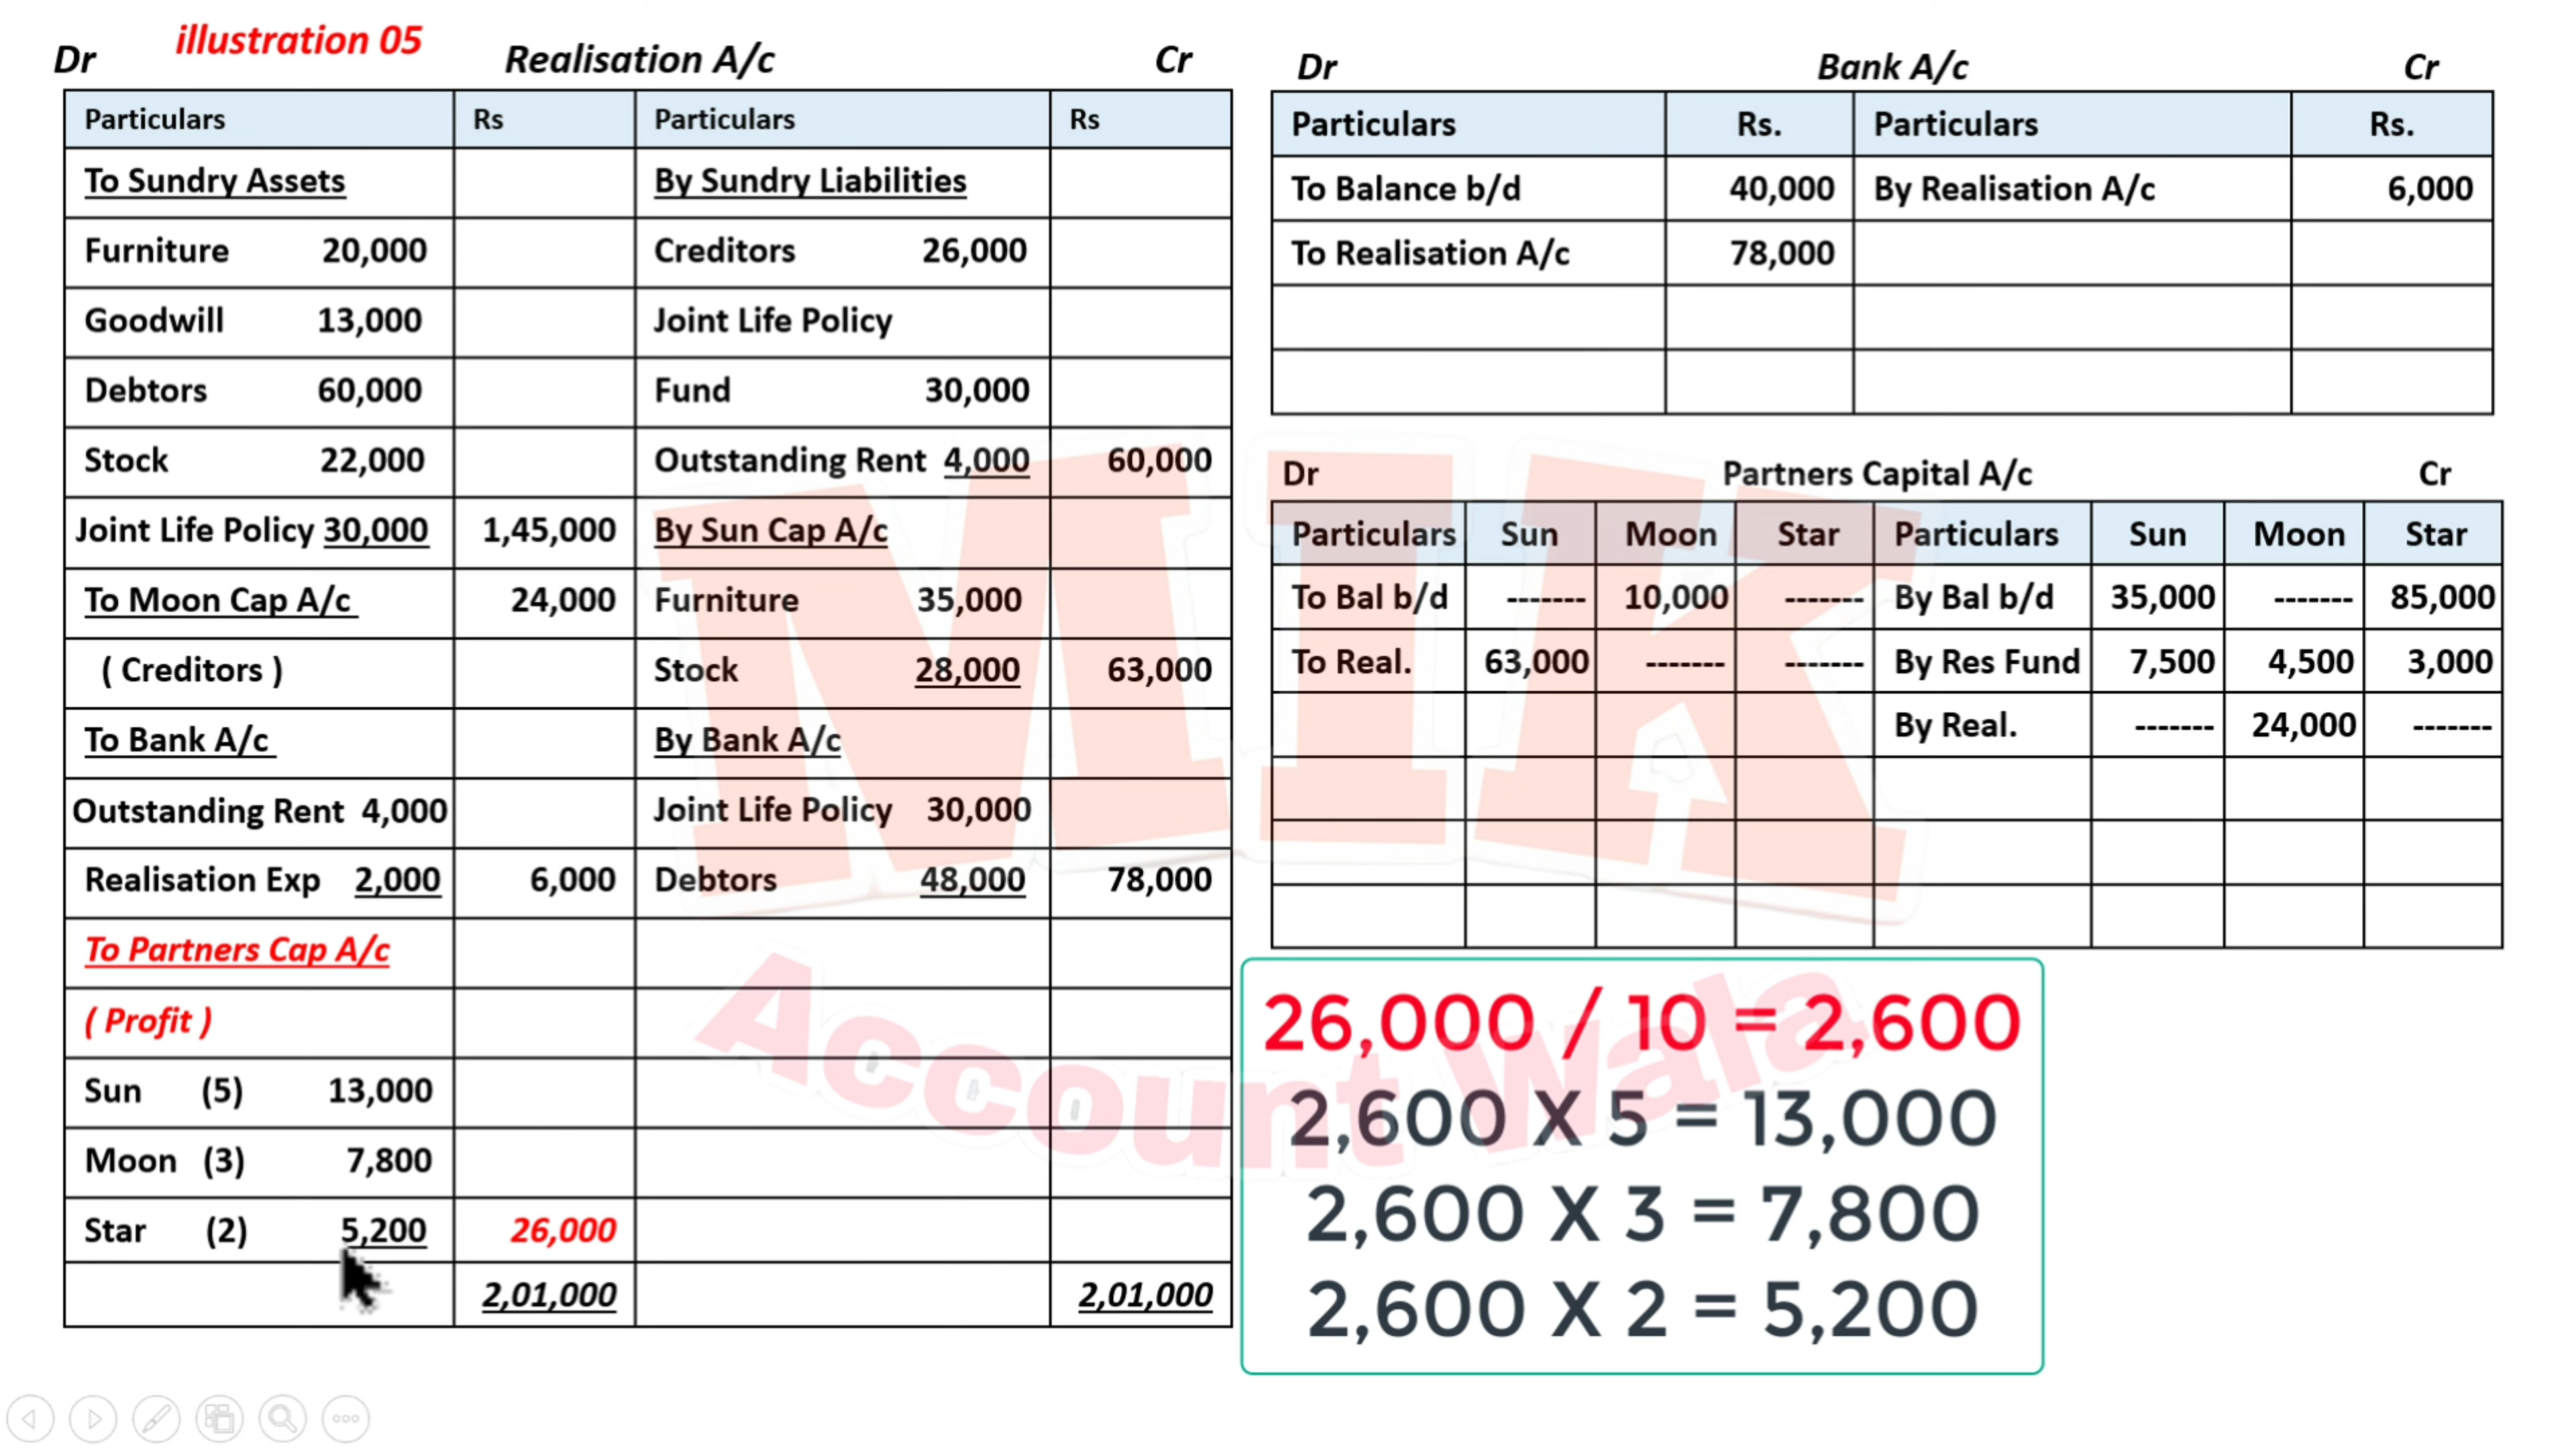 illustration 05
Dr Realisation A/c Cr
Particulars Rs Particulars Rs
To Sundry Assets By Sundry Liabilities
Furniture 20,000 Creditors 26,000
Goodwill 13,000 Joint Life Policy
Debtors 60,000 Fund 30,000
Stock 22,000 Outstanding Rent 4,000 60,000
Joint Life Policy 30,000 1,45,000 By Sun Cap A/c
To Moon Cap A/c 24,000 Furniture 35,000
( Creditors ) Stock 28,000 63,000
To Bank A/c By Bank A/c
Outstanding Rent 4,000 Joint Life Policy 30,000
Realisation Exp 2,000 6,000 Debtors 48,000 78,000
To Partners Cap A/c
( Profit )
Sun (5) 13,000
Moon (3) 7,800
Star (2) 5,200 26,000
2,01,000 2,01,000
Dr Bank A/c Cr
Particulars Rs. Particulars Rs.
To Balance b/d 40,000 By Realisation A/c 6,000
To Realisation A/c 78,000
Dr Partners Capital A/c Cr
Particulars Sun Moon Star Particulars Sun Moon Star
To Bal b/d ------- 10,000 ------- By Bal b/d 35,000 ------- 85,000
To Real. 63,000 ------- ------- By Res Fund 7,500 4,500 3,000
By Real. ------- 24,000 -------
26,000 / 10 = 2,600
2,600 X 5 = 13,000
2,600 X 3 = 7,800
2,600 X 2 = 5,200
MIK
Account Wala